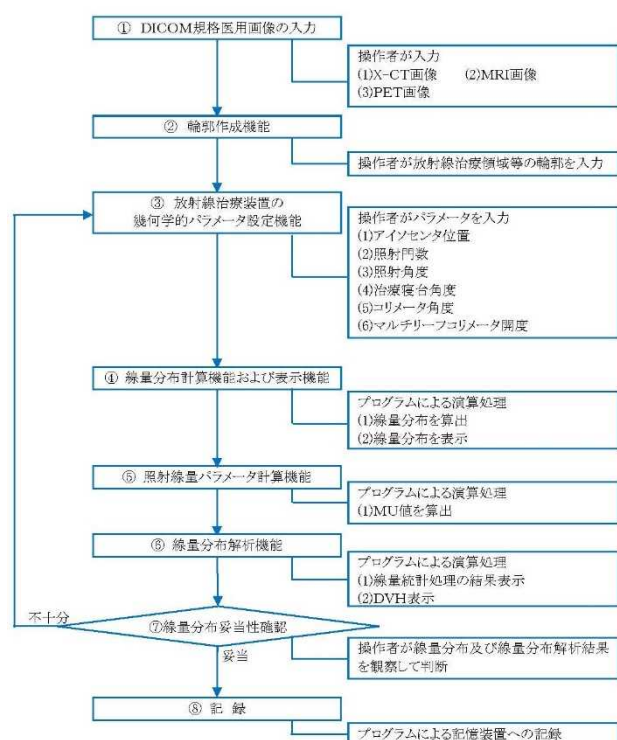 ① DICOM規格医用画像の入力
操作者が入力
(1)X-CT画像 (2)MRI画像
(3)PET画像
② 輪郭作成機能
操作者が放射線治療領域等の輪郭を入力
③ 放射線治療装置の
幾何学的パラメータ設定機能
操作者がパラメータを入力
(1)アイソセンタ位置
(2)照射門数
(3)照射角度
(4)治療寝台角度
(5)コリメータ角度
(6)マルチリーフコリメータ開度
④ 線量分布計算機能および表示機能
プログラムによる演算処理
(1)線量分布を算出
(2)線量分布を表示
⑤ 照射線量パラメータ計算機能
プログラムによる演算処理
(1)MU値を算出
⑥ 線量分布解析機能
プログラムによる演算処理
(1)線量統計処理の結果表示
(2)DVH表示
不十分
⑦線量分布妥当性確認
操作者が線量分布及び線量分布解析結果
を観察して判断
妥当
⑧ 記 録
プログラムによる記憶装置への記録